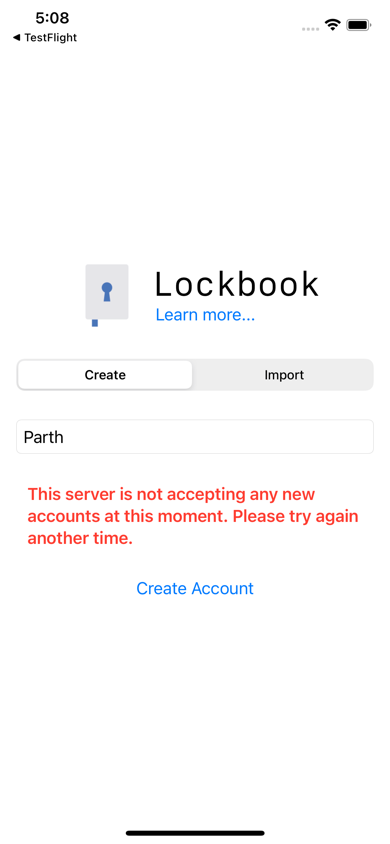 5:08
◀ TestFlight
Lockbook
Learn more...
Create
Import
Parth
This server is not accepting any new
accounts at this moment. Please try again
another time.
Create Account